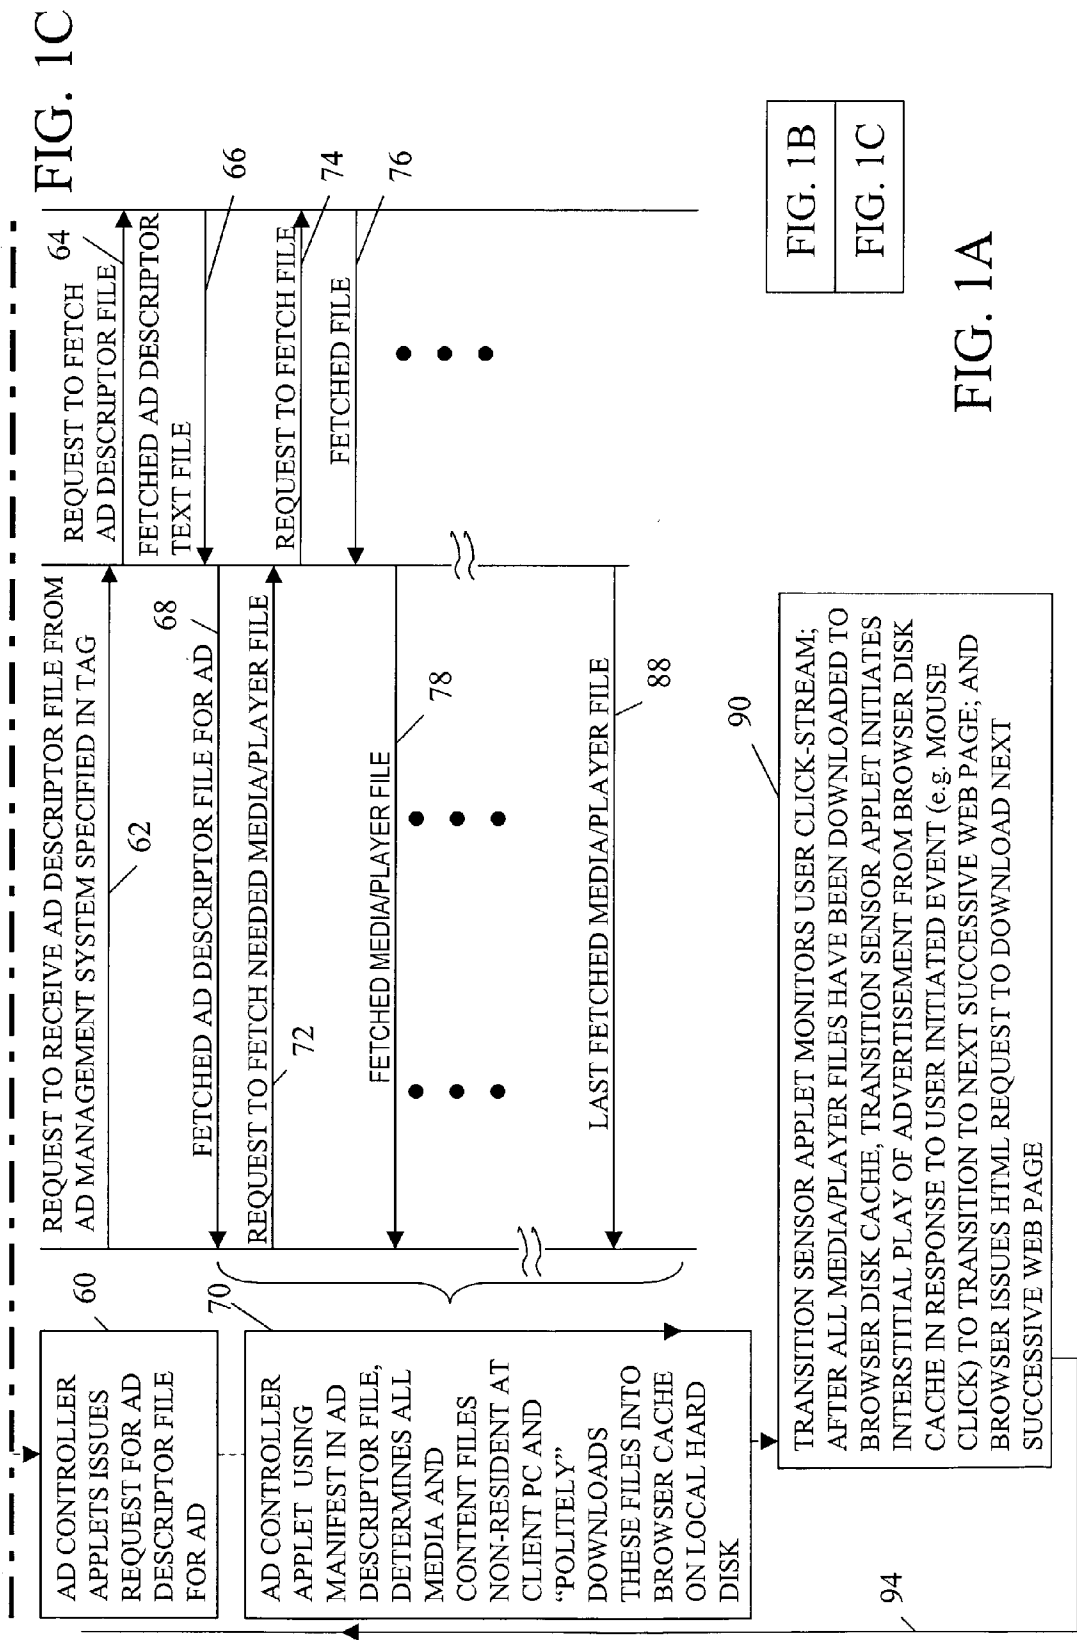 FIG. 1C
REQUEST TO RECEIVE AD DESCRIPTOR FILE FROM
AD MANAGEMENT SYSTEM SPECIFIED IN TAG
62
REQUEST TO FETCH
AD DESCRIPTOR FILE
64
FETCHED AD DESCRIPTOR
TEXT FILE
66
AD CONTROLLER
APPLETS ISSUES
REQUEST FOR AD
DESCRIPTOR FILE
FOR AD
60
FETCHED AD DESCRIPTOR FILE FOR AD
68
REQUEST TO FETCH NEEDED MEDIA/PLAYER FILE
72
REQUEST TO FETCH FILE
74
FETCHED FILE
76
AD CONTROLLER
APPLET USING
MANIFEST IN AD
DESCRIPTOR FILE,
DETERMINES ALL
MEDIA AND
CONTENT FILES
NON-RESIDENT AT
CLIENT PC AND
“POLITELY”
DOWNLOADS
THESE FILES INTO
BROWSER CACHE
ON LOCAL HARD
DISK
70
FETCHED MEDIA/PLAYER FILE
78
LAST FETCHED MEDIA/PLAYER FILE
88
TRANSITION SENSOR APPLET MONITORS USER CLICK-STREAM;
AFTER ALL MEDIA/PLAYER FILES HAVE BEEN DOWNLOADED TO
BROWSER DISK CACHE, TRANSITION SENSOR APPLET INITIATES
INTERSTITIAL PLAY OF ADVERTISEMENT FROM BROWSER DISK
CACHE IN RESPONSE TO USER INITIATED EVENT (e.g. MOUSE
CLICK) TO TRANSITION TO NEXT SUCCESSIVE WEB PAGE; AND
BROWSER ISSUES HTML REQUEST TO DOWNLOAD NEXT
SUCCESSIVE WEB PAGE
90
94
FIG. 1B
FIG. 1C
FIG. 1A